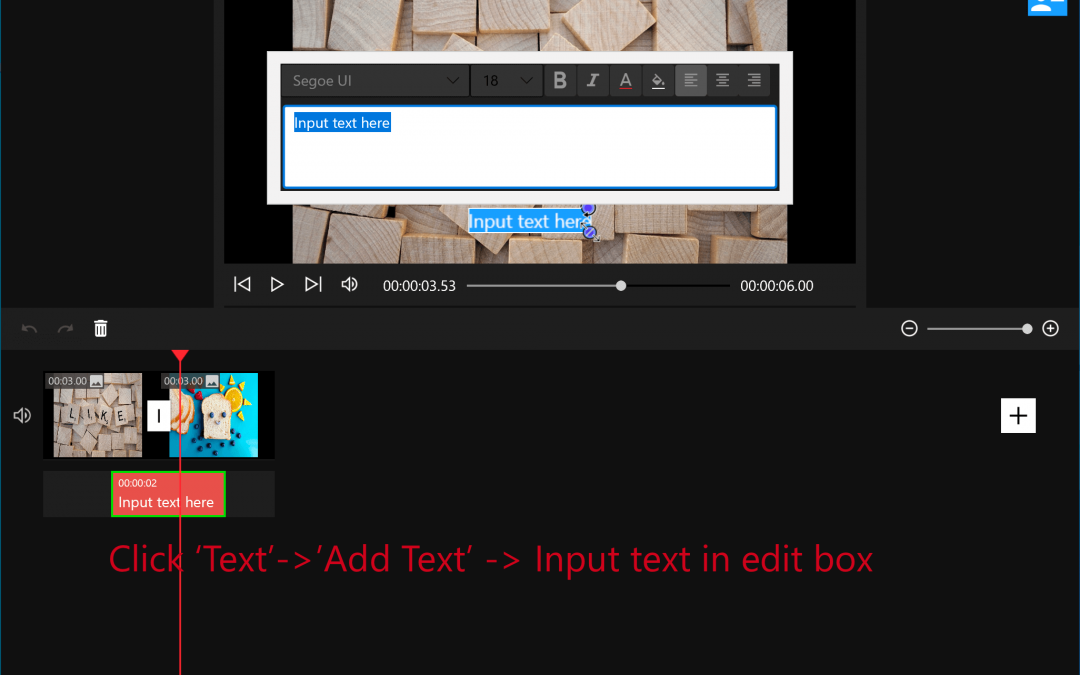 Segoe UI
18
B I A
Input text here
Input text here
00:00:03.53
00:00:06.00
00:03.00
00:03.00
LIKE
00:00:02
Input text here
Click ‘Text’->‘Add Text’ -> Input text in edit box